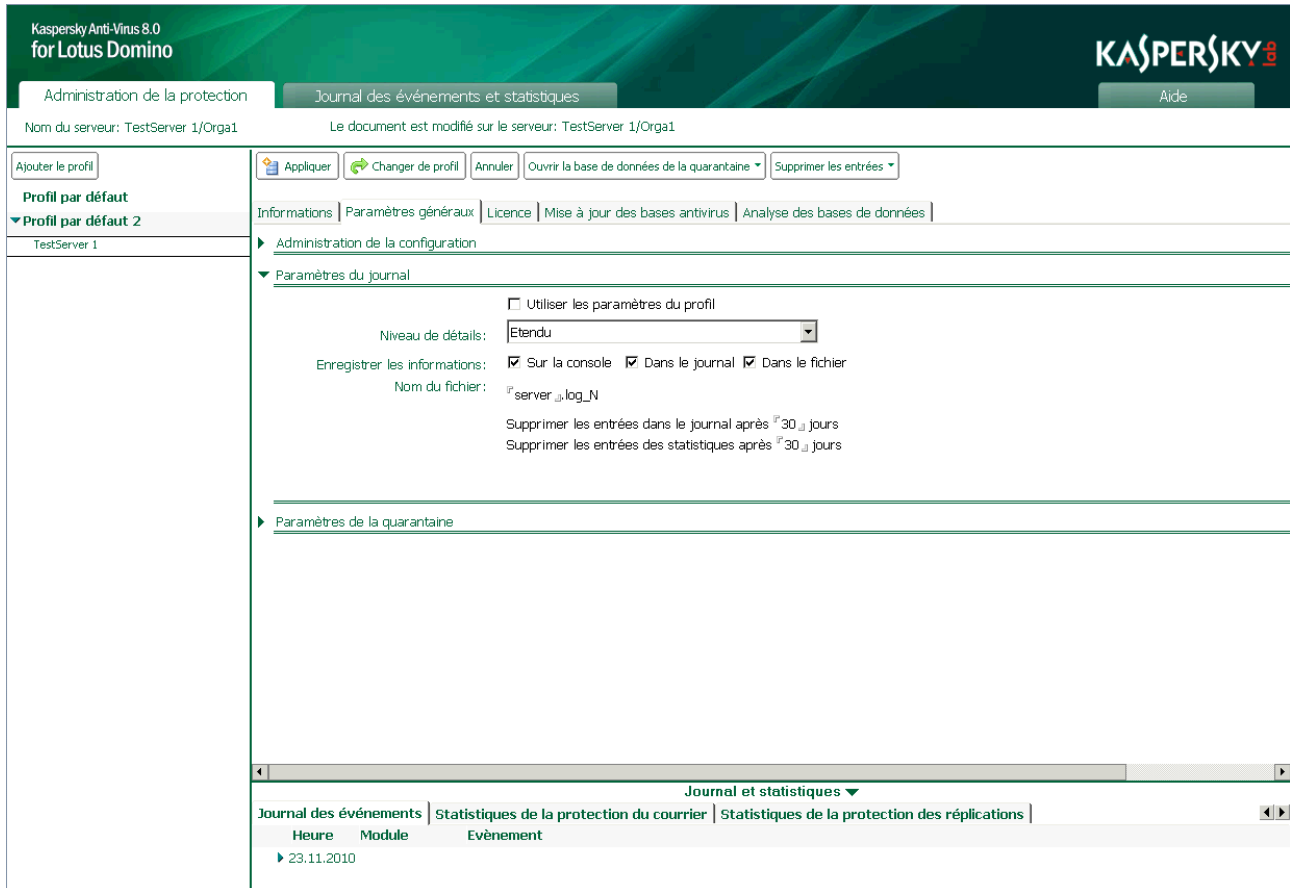 Kaspersky Anti-Virus 8.0
for Lotus Domino
KASPERSKY lab
Administration de la protection
Journal des événements et statistiques
Aide
Nom du serveur: TestServer 1/Orga1
Le document est modifié sur le serveur: TestServer 1/Orga1
Ajouter le profil
Appliquer
Changer de profil
Annuler
Ouvrir la base de données de la quarantaine
Supprimer les entrées
Profil par défaut
Profil par défaut 2
TestServer 1
Informations
Paramètres généraux
Licence
Mise à jour des bases antivirus
Analyse des bases de données
Administration de la configuration
Paramètres du journal
Utiliser les paramètres du profil
Niveau de détails: Etendu
Enregistrer les informations: Sur la console Dans le journal Dans le fichier
Nom du fichier: 『server 』.log_N
Supprimer les entrées dans le journal après 『30 』 jours
Supprimer les entrées des statistiques après 『30 』 jours
Paramètres de la quarantaine
Journal et statistiques
Journal des événements
Statistiques de la protection du courrier
Statistiques de la protection des réplications
Heure Module Evènement
23.11.2010